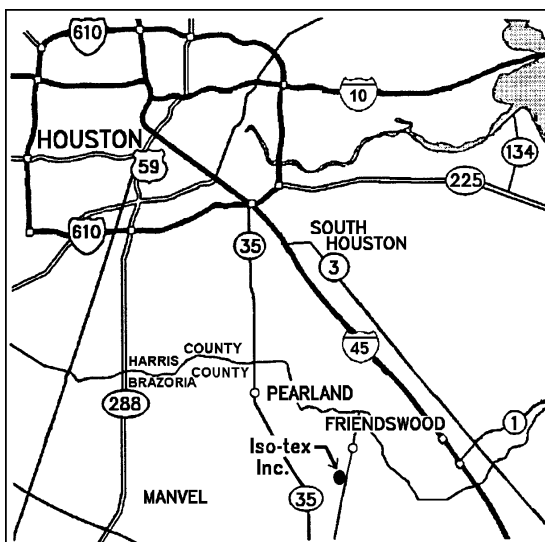 610
10
HOUSTON
59
134
225
610
35
SOUTH
HOUSTON
3
45
HARRIS COUNTY
BRAZORIA COUNTY
288
PEARLAND
FRIENDSWOOD
1
Iso-tex
Inc.
35
MANVEL